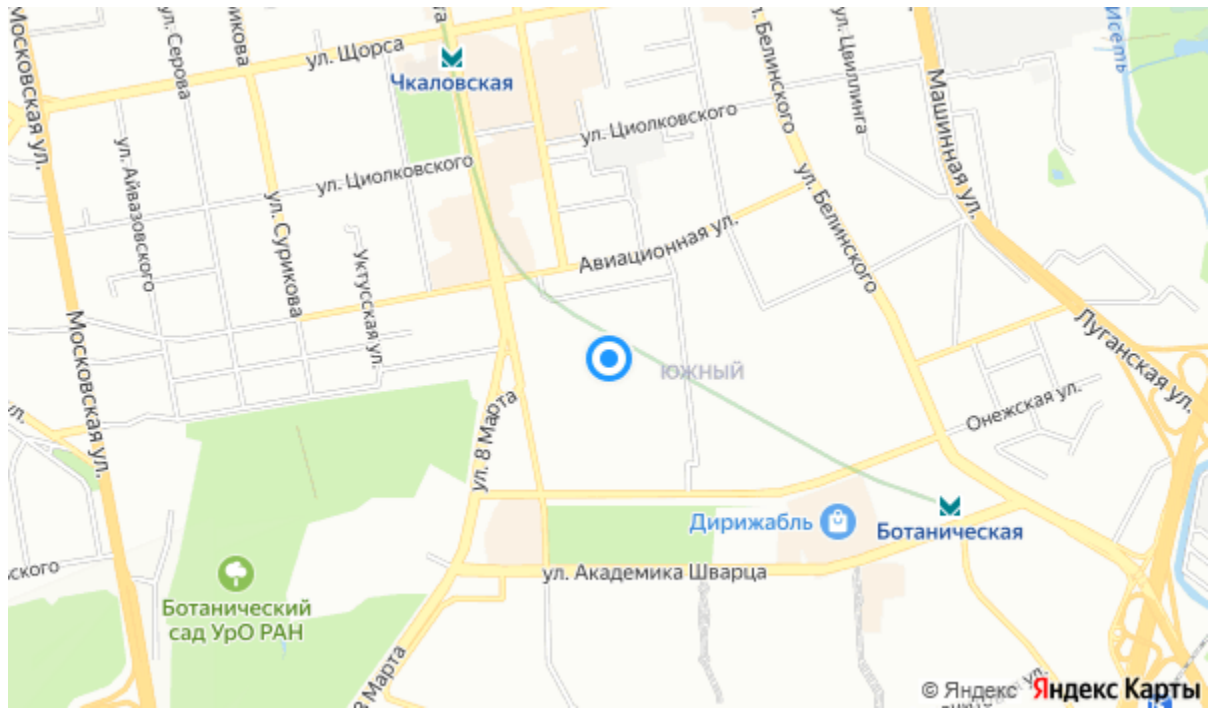 Московская ул.
ул. Серова
ул. Щорса
Чкаловская
ул. Белинского
ул. Цвиллинга
Машинная ул.
Исеть
ул. Айвазовского
ул. Циолковского
ул. Циолковского
ул. Сурикова
Уктусская ул.
Авиационная ул.
ул. Белинского
Московская ул.
южный
Луганская ул.
ул. 8 Марта
Онежская ул.
Дирижабль
Ботаническая
ул. Академика Шварца
Ботанический
сад УрО РАН
8 Марта
© Яндекс Яндекс Карты